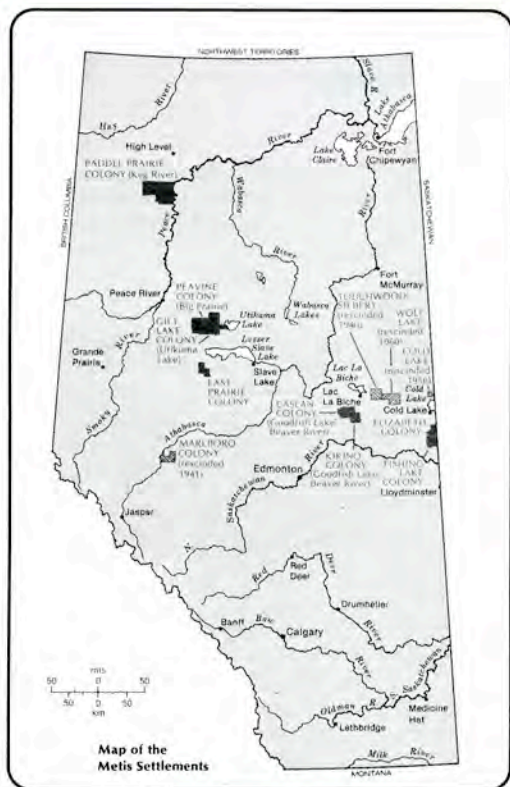 NORTHWEST TERRITORIES
Slave R.
Lake
Athabasca
Hay
River
High Level
River
Lake
Claire
Fort
Chipewyan
PADDLE PRAIRIE
COLONY (Keg River)
BRITISH COLUMBIA
SASKATCHEWAN
Peace
Wabasca
River
River
Fort
McMurray
Peace River
PEAVINE
COLONY
(Big Prairie)
GIFT
LAKE
COLONY
(Utikuma
Lake)
Utikuma
Lake
Wabasca
Lakes
TOUCHWOOD
SIEBERT
(rescinded
1940)
WOLF
LAKE
(rescinded
1960)
COLD
LAKE
(rescinded
Grande
Prairie
River
Lesser
Slave
Lake
Slave
Lake
EAST
PRAIRIE
COLONY
Lac La
Biche
Lac
La Biche
Cold
Lake
Cold Lake
Smoky
Athabasca
CASLAN
COLONY
(Goodfish Lake,
Beaver River)
ELIZABETH
COLONY
MARLBORO
COLONY
(rescinded
1941)
Edmonton
River
KIKINO
COLONY
(Goodfish Lake,
Beaver River)
FISHING
LAKE
COLONY
Lloydminster
Jasper
N.
Saskatchewan
Red
Red
Deer
Deer
River
Drumheller
Banff
Bow
Calgary
River
mls
50 0 50
50 0 50
km
Oldman
R.
S.
Saskatchewan
Medicine
Hat
Lethbridge
Map of the
Metis Settlements
Milk River
MONTANA